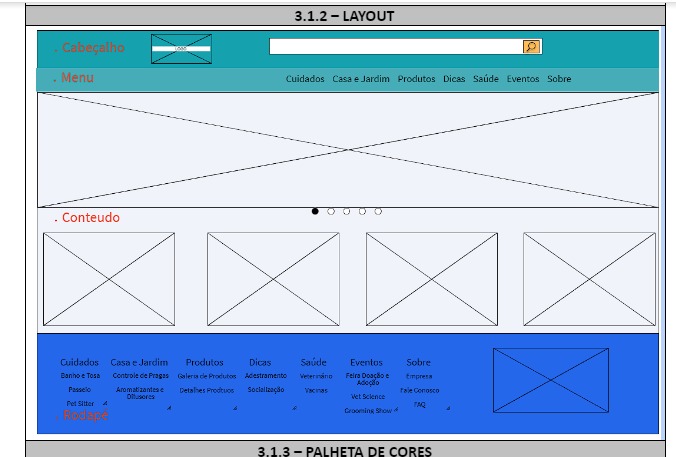 3.1.2 – LAYOUT
. Cabeçalho
LOGO
. Menu
Cuidados Casa e Jardim Produtos Dicas Saúde Eventos Sobre
. Conteudo
Cuidados Casa e Jardim Produtos Dicas Saúde Eventos Sobre
Banho e Tosa Controle de Pragas Galeria de Produtos Adestramento Veterinário Feira Doação e Adoção Empresa
Passeio Aromatizantes e Difusores Detalhes Produtos Socialização Vacinas Vet Science Fale Conosco
Pet Sitter Grooming Show FAQ
. Rodapé
3.1.3 – PALHETA DE CORES